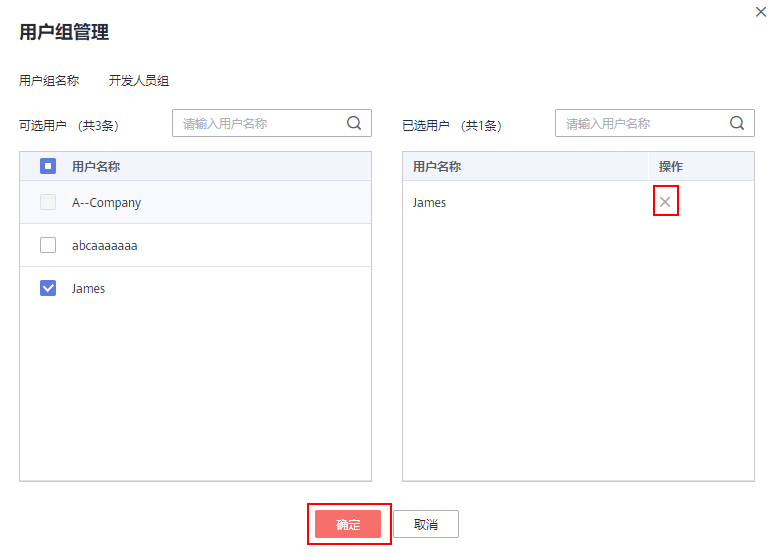 用户组管理
用户组名称 开发人员组
可选用户 (共3条) 请输入用户名称
用户名称
A--Company
abcaaaaaaa
James
已选用户 (共1条) 请输入用户名称
用户名称 操作
James
确定 取消